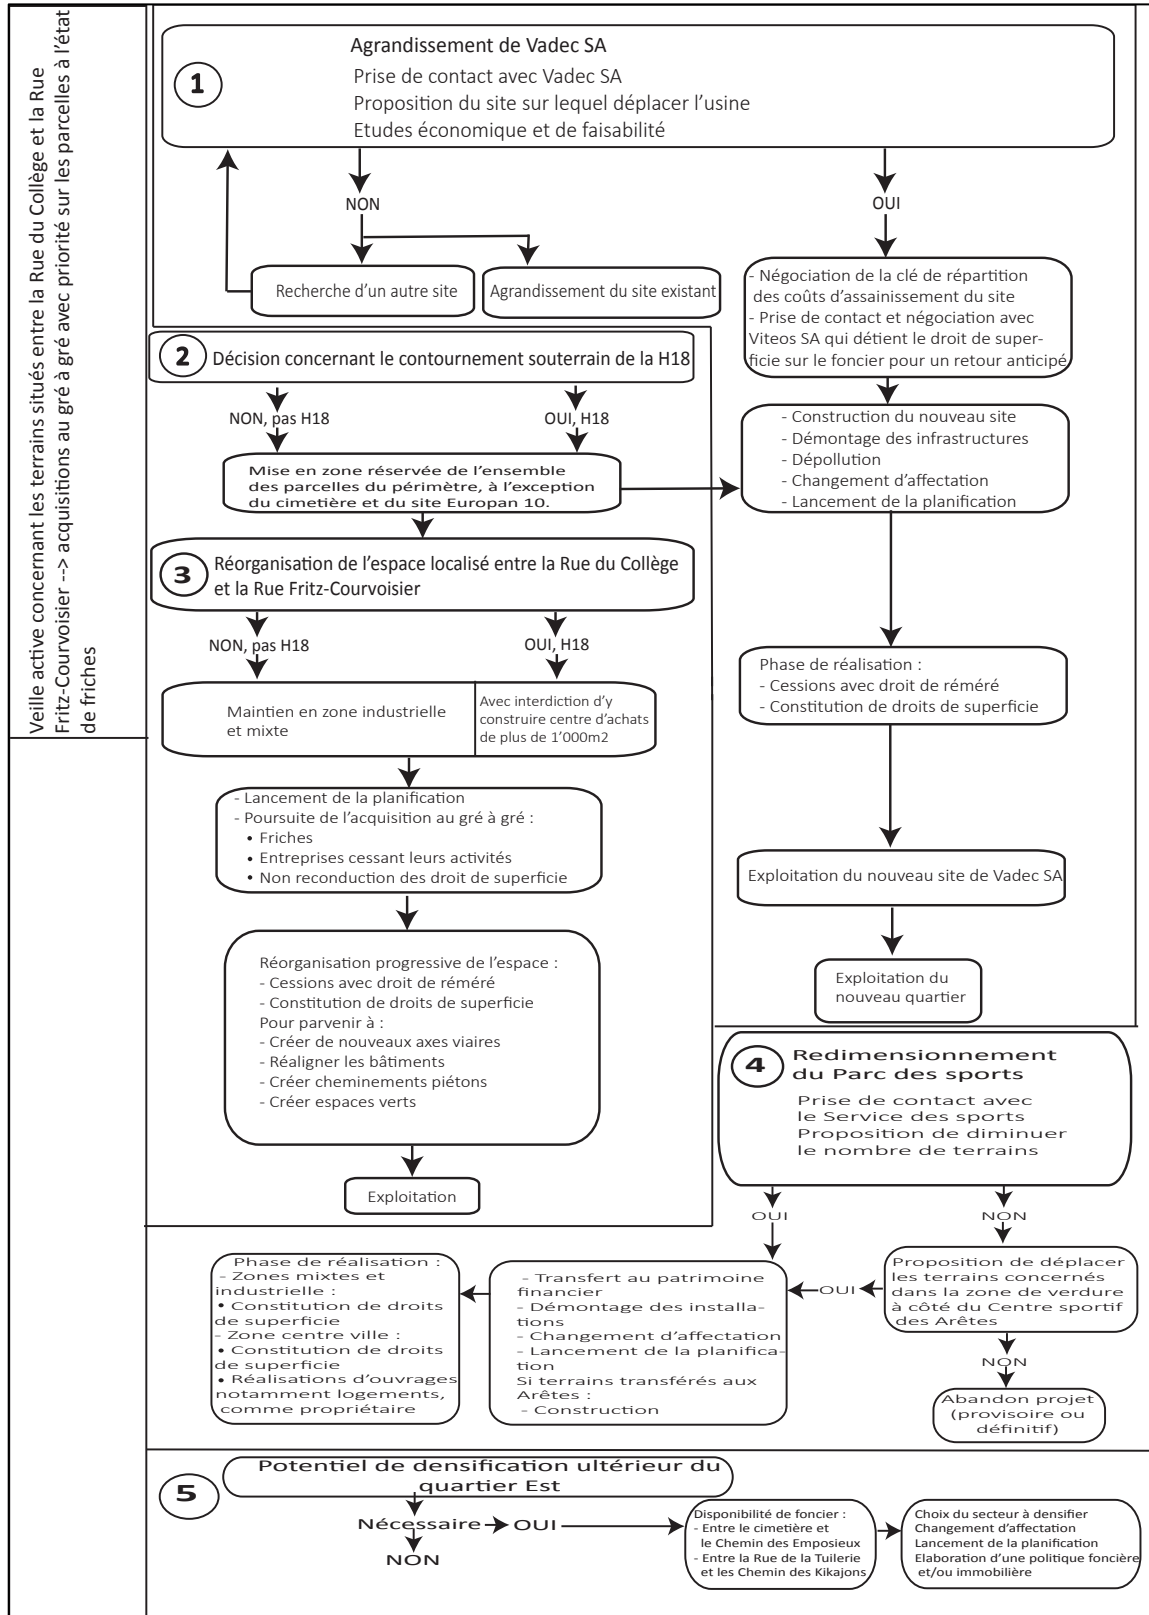 Veille active concernant les terrains situés entre la Rue du Collège et la Rue
Fritz-Courvoisier --> acquisitions au gré à gré avec priorité sur les parcelles à l’état
de friches
1
Agrandissement de Vadec SA
Prise de contact avec Vadec SA
Proposition du site sur lequel déplacer l’usine
Etudes économique et de faisabilité
NON
OUI
Recherche d’un autre site
Agrandissement du site existant
- Négociation de la clé de répartition
des coûts d’assainissement du site
- Prise de contact et négociation avec
Viteos SA qui détient le droit de super-
ficie sur le foncier pour un retour anticipé
- Construction du nouveau site
- Démontage des infrastructures
- Dépollution
- Changement d’affectation
- Lancement de la planification
Phase de réalisation :
- Cessions avec droit de réméré
- Constitution de droits de superficie
Exploitation du nouveau site de Vadec SA
Exploitation du
nouveau quartier
2
Décision concernant le contournement souterrain de la H18
NON, pas H18
OUI, H18
Mise en zone réservée de l’ensemble
des parcelles du périmètre, à l’exception
du cimetière et du site Europan 10.
3
Réorganisation de l’espace localisé entre la Rue du Collège
et la Rue Fritz-Courvoisier
NON, pas H18
OUI, H18
Maintien en zone industrielle
et mixte
Avec interdiction d’y
construire centre d’achats
de plus de 1’000m2
- Lancement de la planification
- Poursuite de l’acquisition au gré à gré :
• Friches
• Entreprises cessant leurs activités
• Non reconduction des droit de superficie
Réorganisation progressive de l’espace :
- Cessions avec droit de réméré
- Constitution de droits de superficie
Pour parvenir à :
- Créer de nouveaux axes viaires
- Réaligner les bâtiments
- Créer cheminements piétons
- Créer espaces verts
Exploitation
4
Redimensionnement
du Parc des sports
Prise de contact avec
le Service des sports
Proposition de diminuer
le nombre de terrains
OUI
NON
Proposition de déplacer
les terrains concernés
dans la zone de verdure
à côté du Centre sportif
des Arêtes
OUI
NON
Abandon projet
(provisoire ou
définitif)
- Transfert au patrimoine
financier
- Démontage des installa-
tions
- Changement d’affectation
- Lancement de la planifica-
tion
Si terrains transférés aux
Arêtes :
- Construction
Phase de réalisation :
- Zones mixtes et
industrielle :
• Constitution de droits
de superficie
- Zone centre ville :
• Constitution de droits
de superficie
• Réalisations d’ouvrages
notamment logements,
comme propriétaire
5
Potentiel de densification ultérieur du
quartier Est
Nécessaire
OUI
NON
Disponibilité de foncier :
- Entre le cimetière et
le Chemin des Emposieux
- Entre la Rue de la Tuilerie
et les Chemin des Kikajons
Choix du secteur à densifier
Changement d’affectation
Lancement de la planification
Elaboration d’une politique foncière
et/ou immobilière